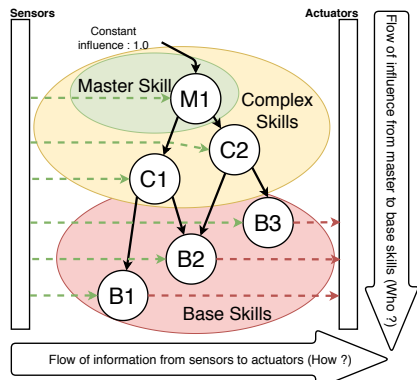 Sensors
Actuators
Constant
influence : 1.0
Master Skill
M1
Complex
Skills
C2
C1
B3
B2
B1
Base Skills
Flow of influence from master
to base skills (Who ?)
Flow of information from sensors to actuators (How ?)